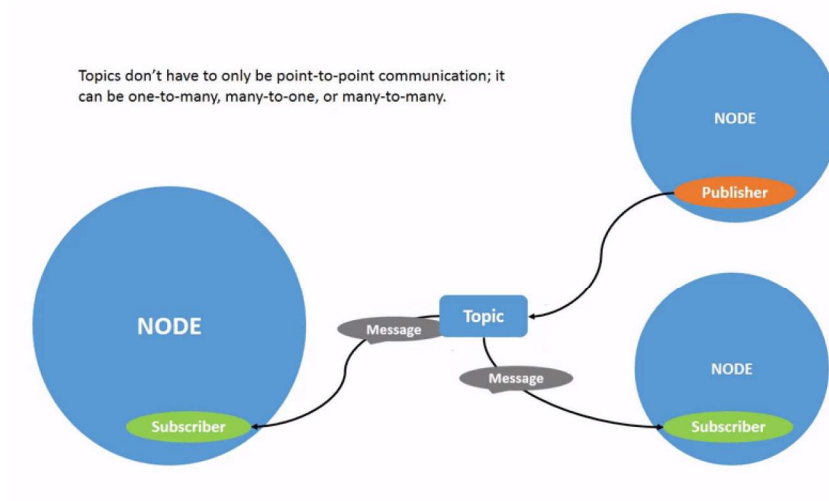 Topics don't have to only be point-to-point communication; it
can be one-to-many, many-to-one, or many-to-many.
NODE
Publisher
Topic
Message
NODE
Message
NODE
Subscriber
Subscriber